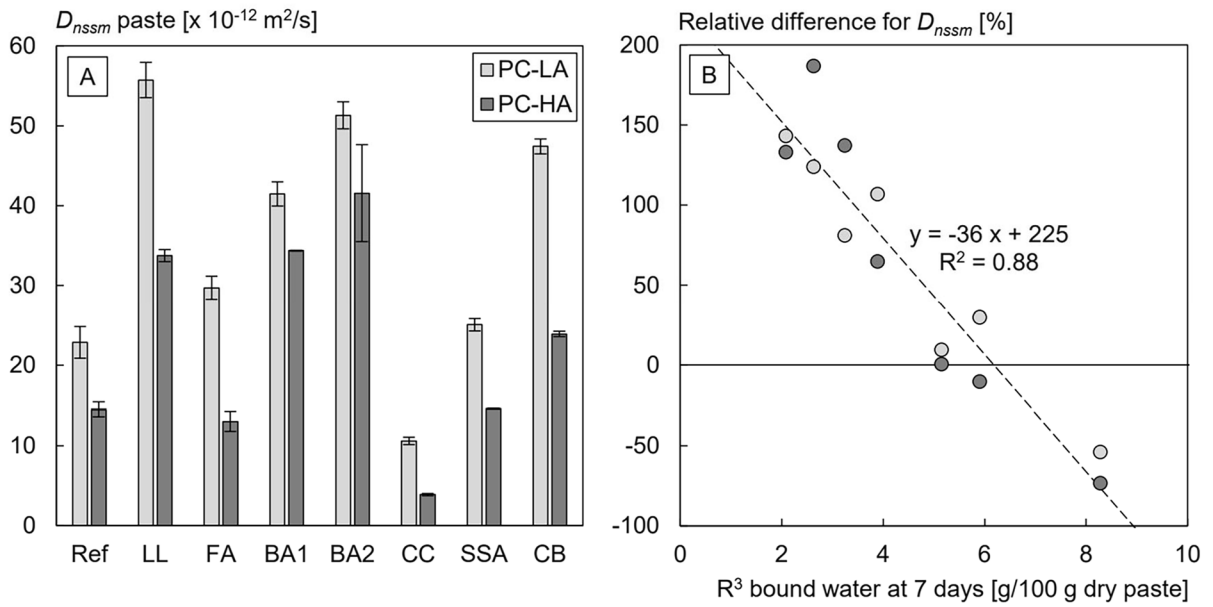 D_nssm paste [x 10⁻¹² m²/s]
A
PC-LA
PC-HA
60
50
40
30
20
10
0
Ref LL FA BA1 BA2 CC SSA CB
Relative difference for D_nssm [%]
B
200
150
100
50
0
-50
-100
y = -36 x + 225
R² = 0.88
0 2 4 6 8 10
R³ bound water at 7 days [g/100 g dry paste]